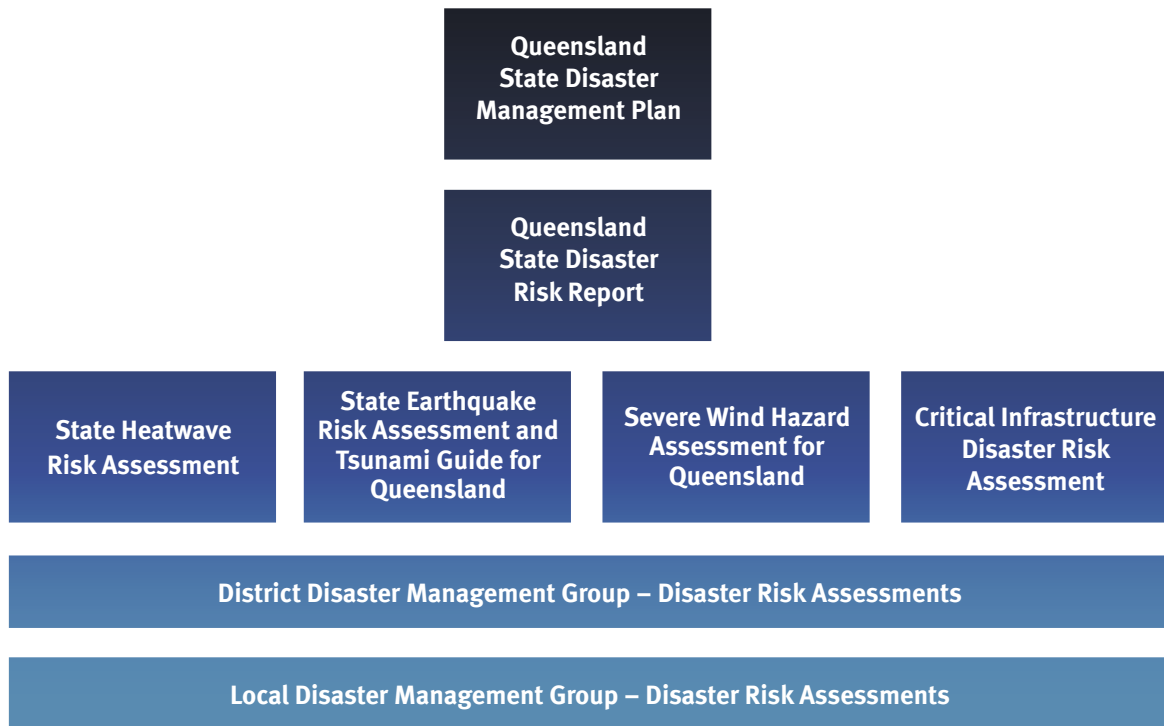 Queensland
State Disaster
Management Plan
Queensland
State Disaster
Risk Report
State Heatwave
Risk Assessment
State Earthquake
Risk Assessment and
Tsunami Guide for
Queensland
Severe Wind Hazard
Assessment for
Queensland
Critical Infrastructure
Disaster Risk
Assessment
District Disaster Management Group – Disaster Risk Assessments
Local Disaster Management Group – Disaster Risk Assessments